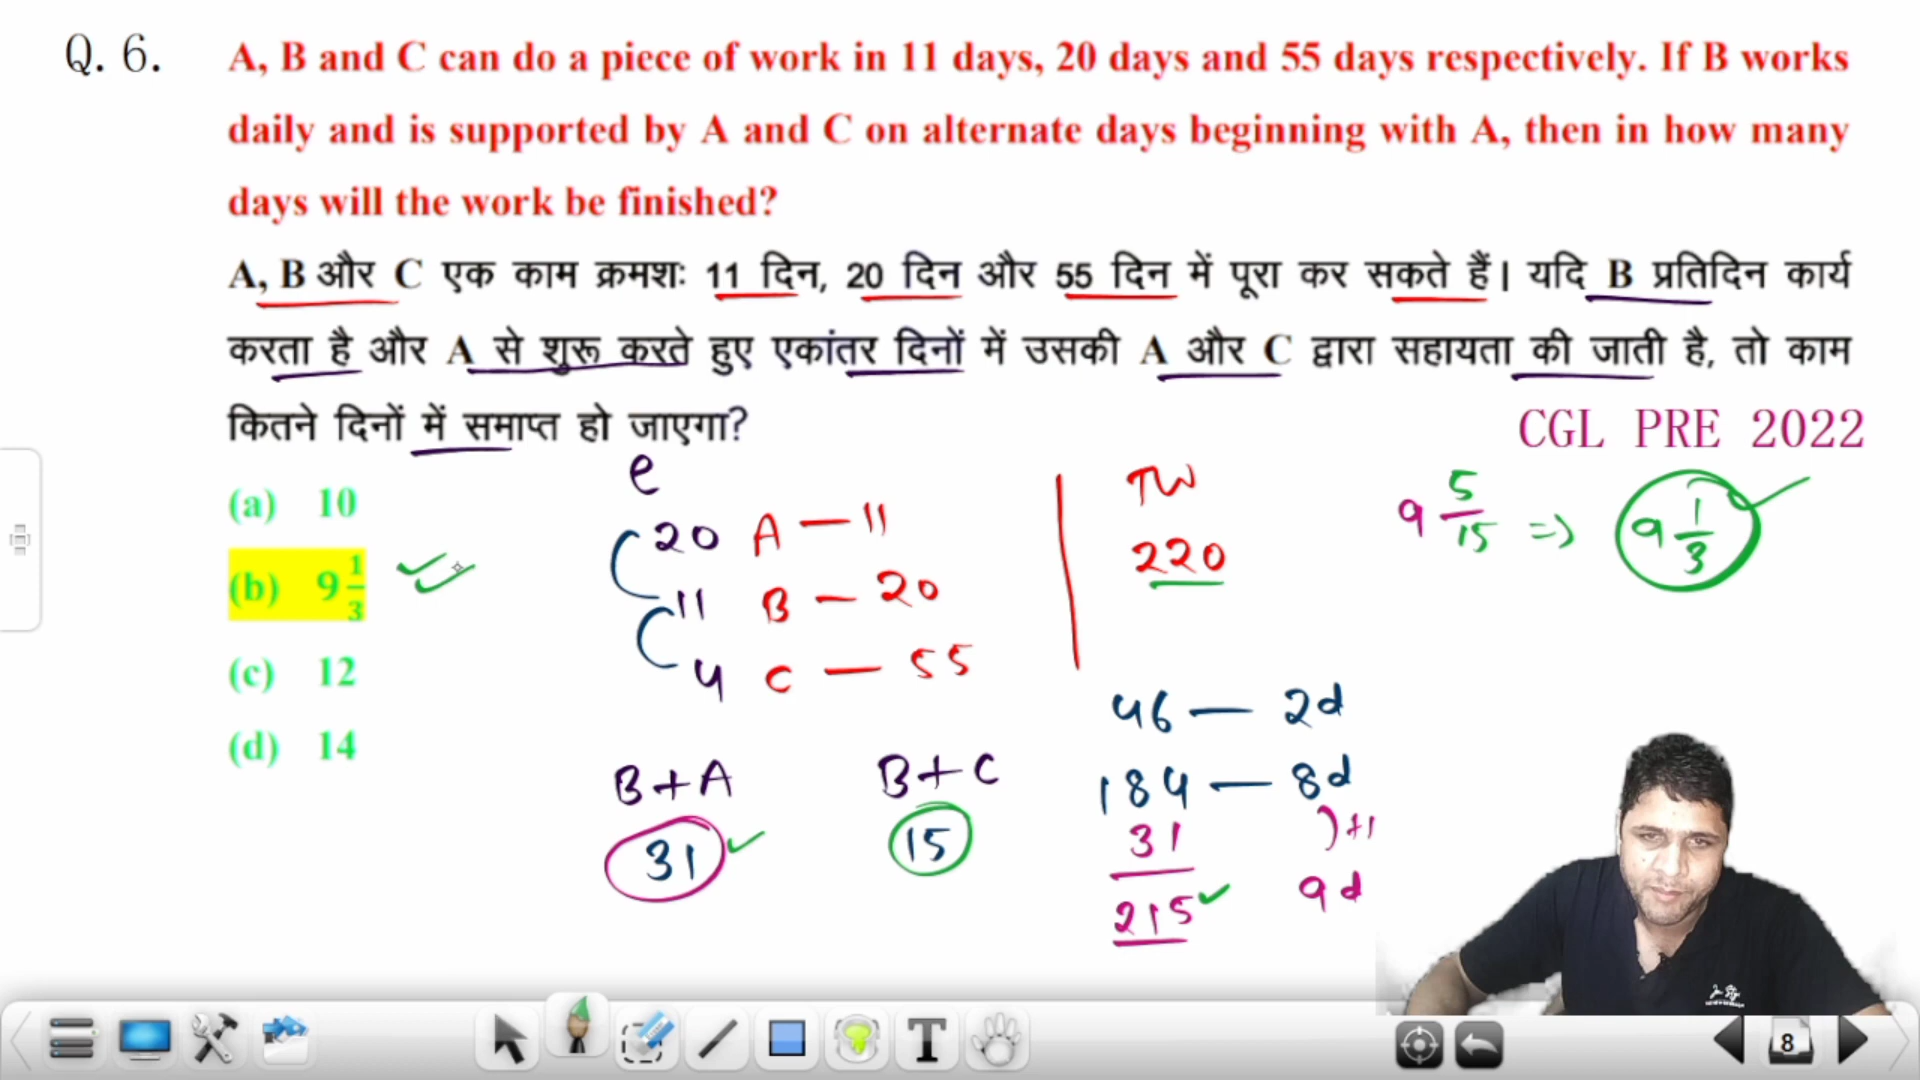 Q. 6.
A, B and C can do a piece of work in 11 days, 20 days and 55 days respectively. If B works
daily and is supported by A and C on alternate days beginning with A, then in how many
days will the work be finished?
A, B और C एक काम क्रमशः 11 दिन, 20 दिन और 55 दिन में पूरा कर सकते हैं। यदि B प्रतिदिन कार्य
करता है और A से शुरू करते हुए एकांतर दिनों में उसकी A और C द्वारा सहायता की जाती है, तो काम
कितने दिनों में समाप्त हो जाएगा?
CGL PRE 2022
(a) 10
(b) 9 1/3
(c) 12
(d) 14
e
20 A — 11
11 B — 20
4 C — 55
TW
220
9 5/15 => 9 1/3
B+A
31
B+C
15
46 — 2d
184 — 8d
31 )+1
215 9d
T
8